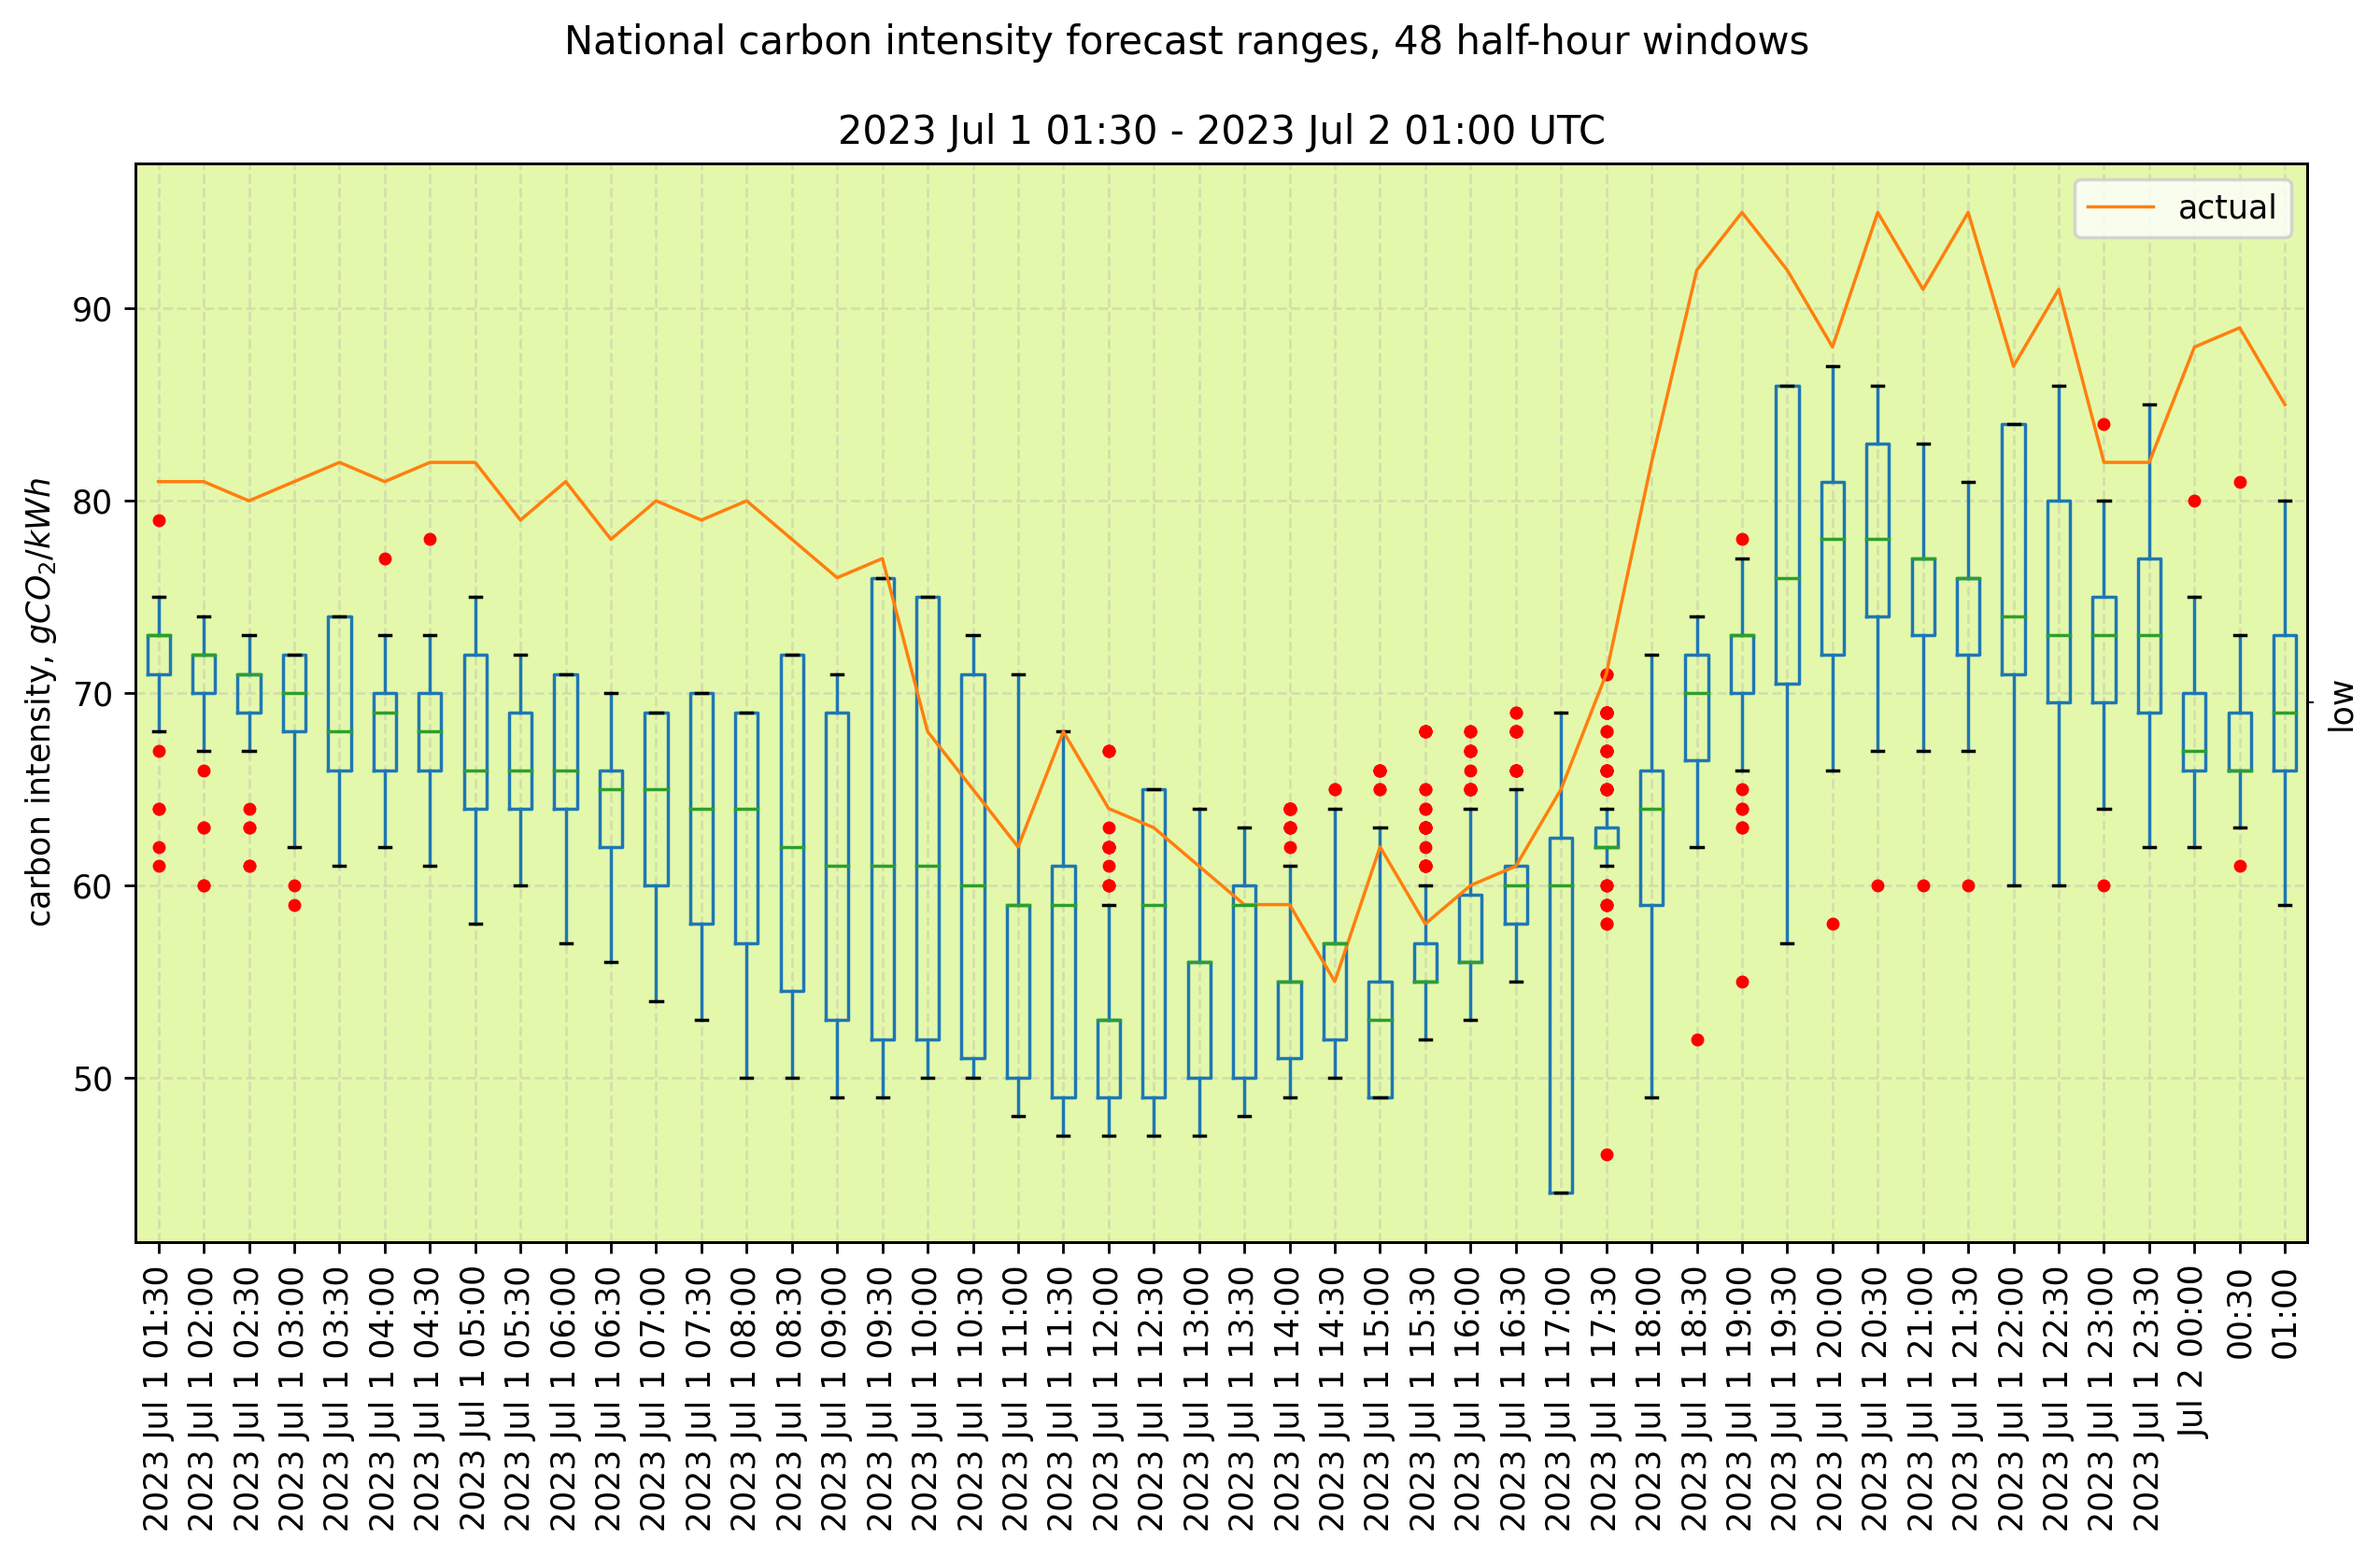 National carbon intensity forecast ranges, 48 half-hour windows
2023 Jul 1 01:30 - 2023 Jul 2 01:00 UTC
actual
carbon intensity, gCO₂/kWh
90
80
70
60
50
low
2023 Jul 1 01:30
2023 Jul 1 02:00
2023 Jul 1 02:30
2023 Jul 1 03:00
2023 Jul 1 03:30
2023 Jul 1 04:00
2023 Jul 1 04:30
2023 Jul 1 05:00
2023 Jul 1 05:30
2023 Jul 1 06:00
2023 Jul 1 06:30
2023 Jul 1 07:00
2023 Jul 1 07:30
2023 Jul 1 08:00
2023 Jul 1 08:30
2023 Jul 1 09:00
2023 Jul 1 09:30
2023 Jul 1 10:00
2023 Jul 1 10:30
2023 Jul 1 11:00
2023 Jul 1 11:30
2023 Jul 1 12:00
2023 Jul 1 12:30
2023 Jul 1 13:00
2023 Jul 1 13:30
2023 Jul 1 14:00
2023 Jul 1 14:30
2023 Jul 1 15:00
2023 Jul 1 15:30
2023 Jul 1 16:00
2023 Jul 1 16:30
2023 Jul 1 17:00
2023 Jul 1 17:30
2023 Jul 1 18:00
2023 Jul 1 18:30
2023 Jul 1 19:00
2023 Jul 1 19:30
2023 Jul 1 20:00
2023 Jul 1 20:30
2023 Jul 1 21:00
2023 Jul 1 21:30
2023 Jul 1 22:00
2023 Jul 1 22:30
2023 Jul 1 23:00
2023 Jul 1 23:30
Jul 2 00:00
00:30
01:00